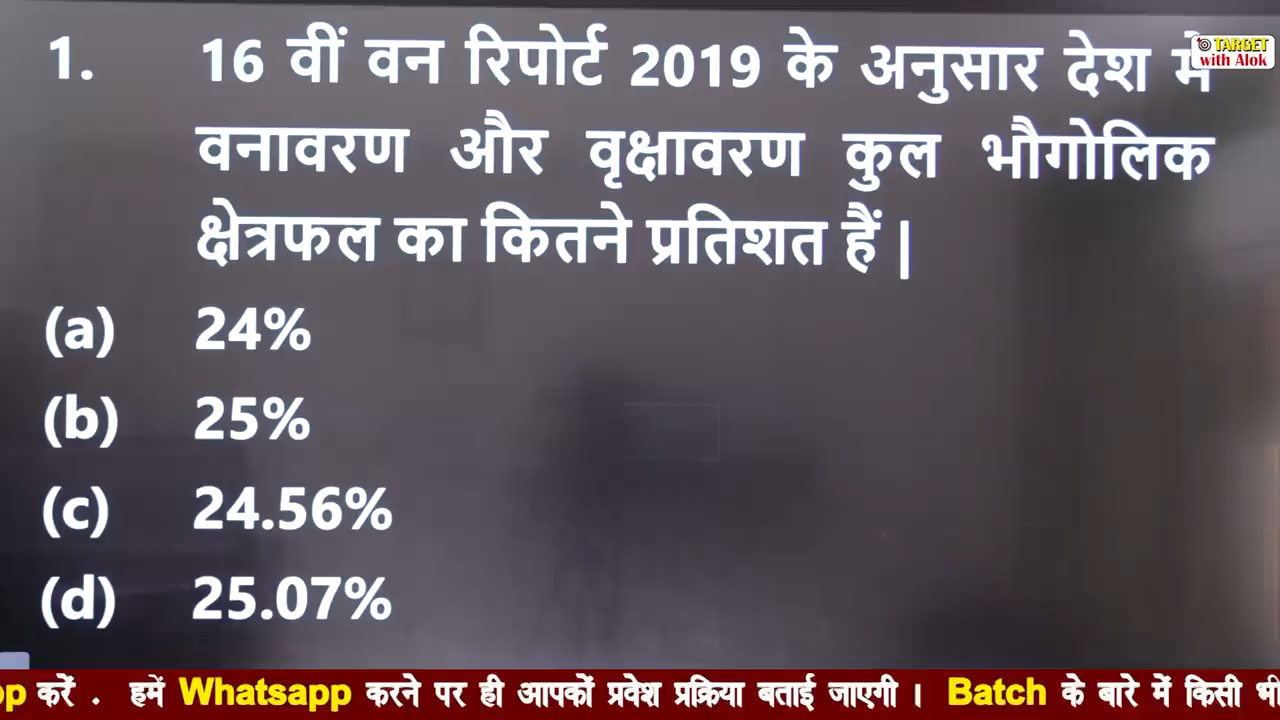 TARGET
with Alok
1. 16 वीं वन रिपोर्ट 2019 के अनुसार देश में
वनावरण और वृक्षावरण कुल भौगोलिक
क्षेत्रफल का कितने प्रतिशत हैं |
(a) 24%
(b) 25%
(c) 24.56%
(d) 25.07%
pp करें . हमें Whatsapp करने पर ही आपकों प्रवेश प्रक्रिया बताई जाएगी । Batch के बारे में किसी भी